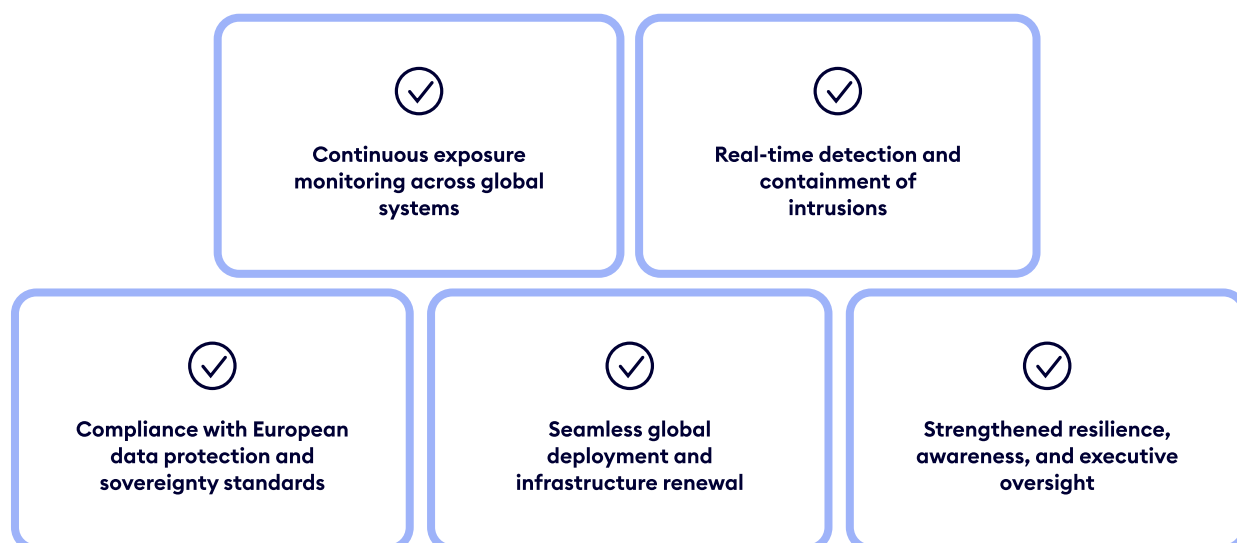 Continuous exposure
monitoring across global
systems
Real-time detection and
containment of
intrusions
Compliance with European
data protection and
sovereignty standards
Seamless global
deployment and
infrastructure renewal
Strengthened resilience,
awareness, and executive
oversight